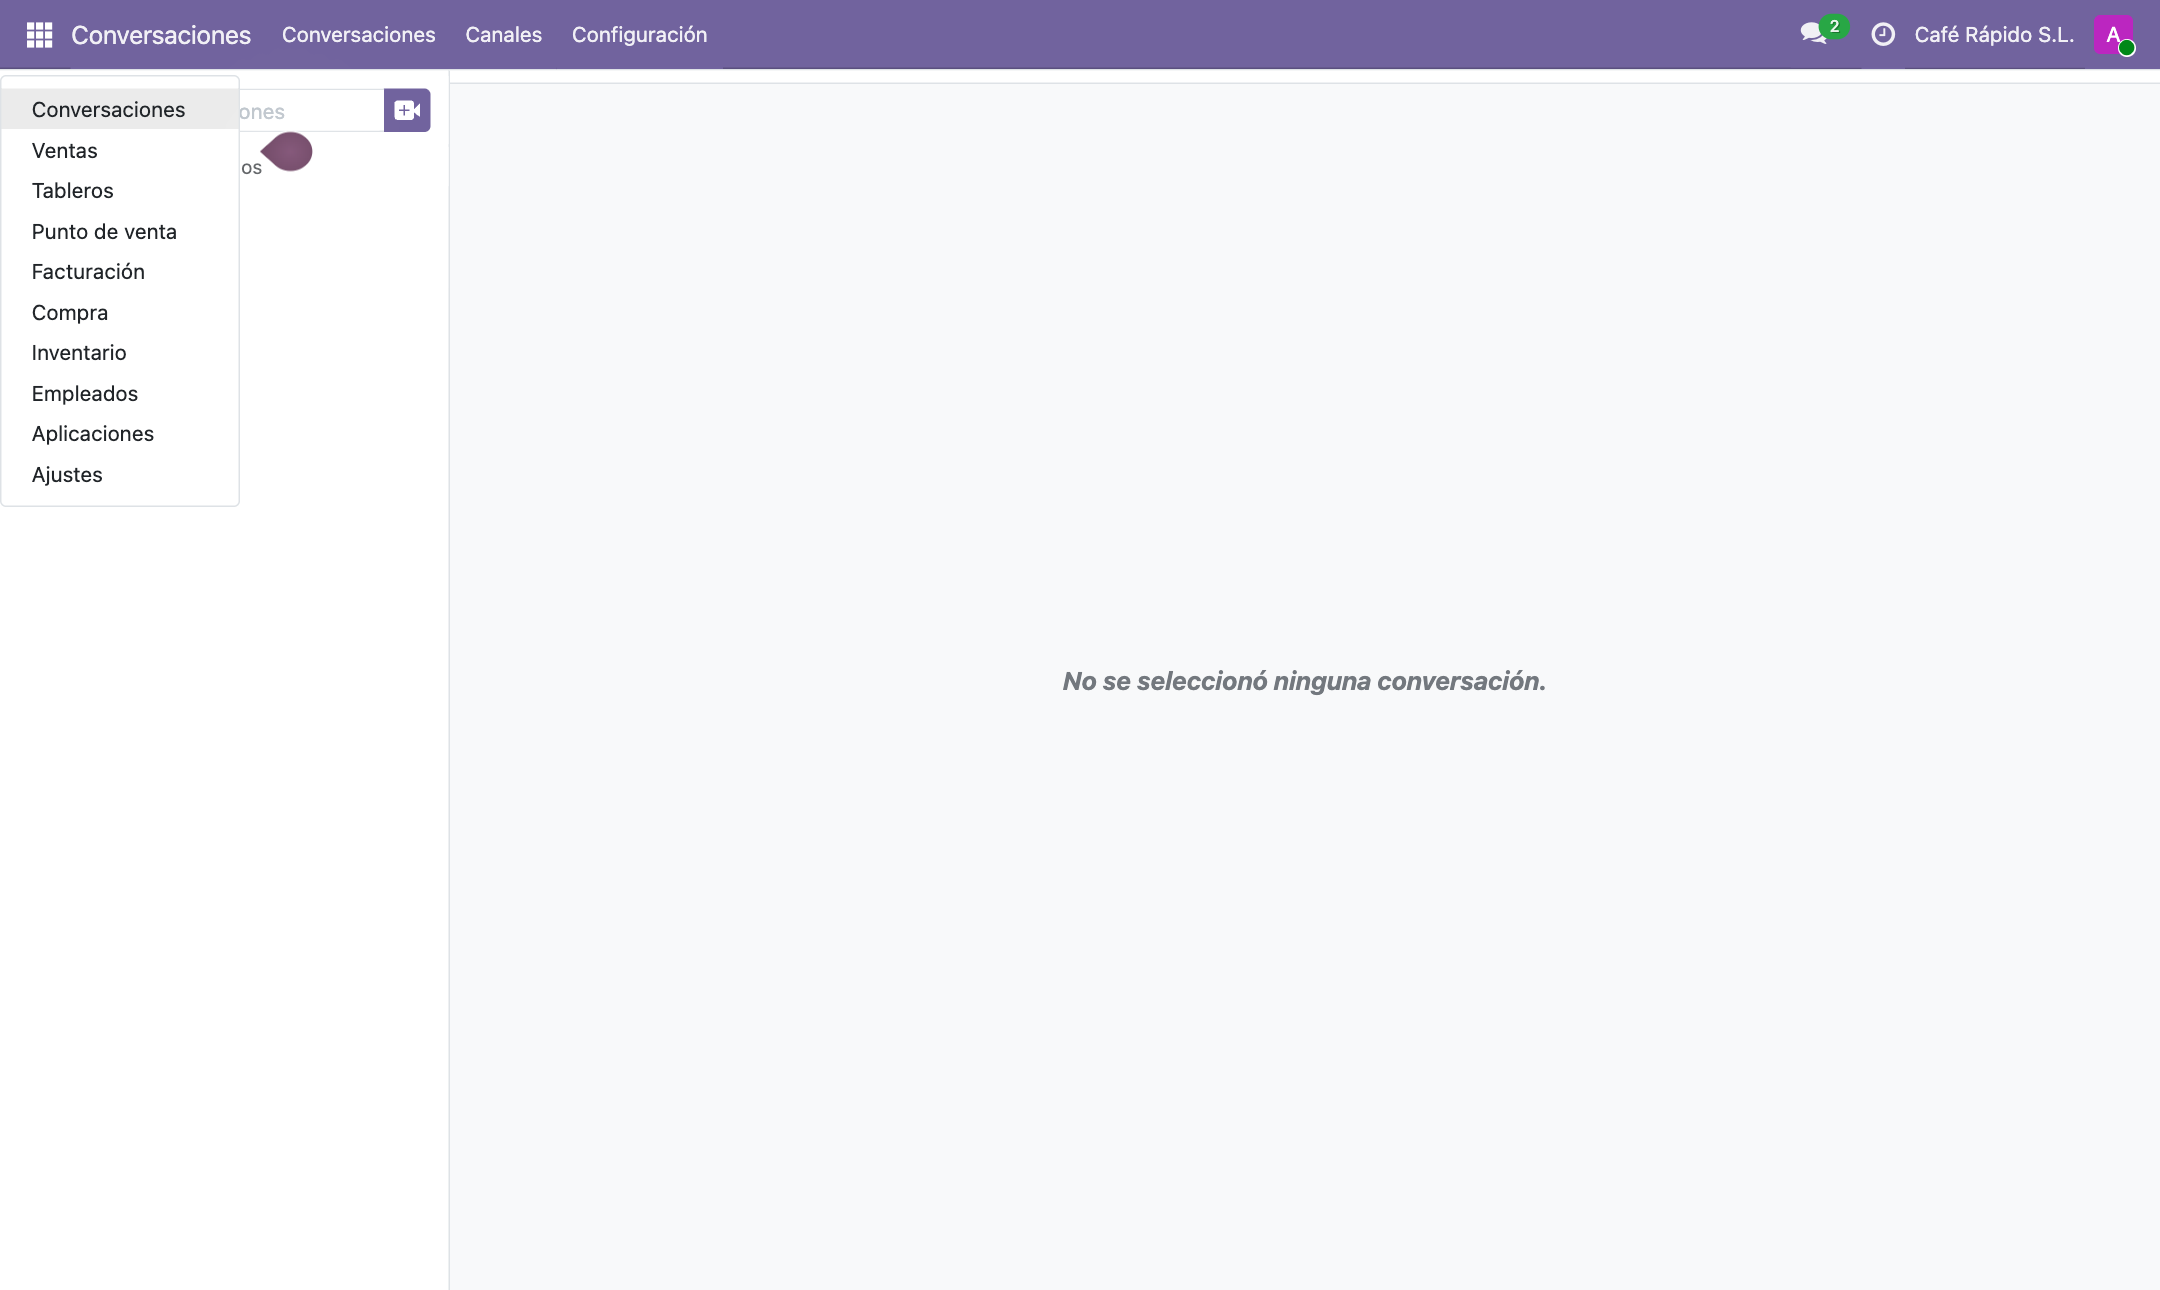 Conversaciones Conversaciones Canales Configuración 2 Café Rápido S.L. A
Conversaciones
ones
Ventas
os
Tableros
Punto de venta
Facturación
Compra
Inventario
Empleados
Aplicaciones
Ajustes
No se seleccionó ninguna conversación.